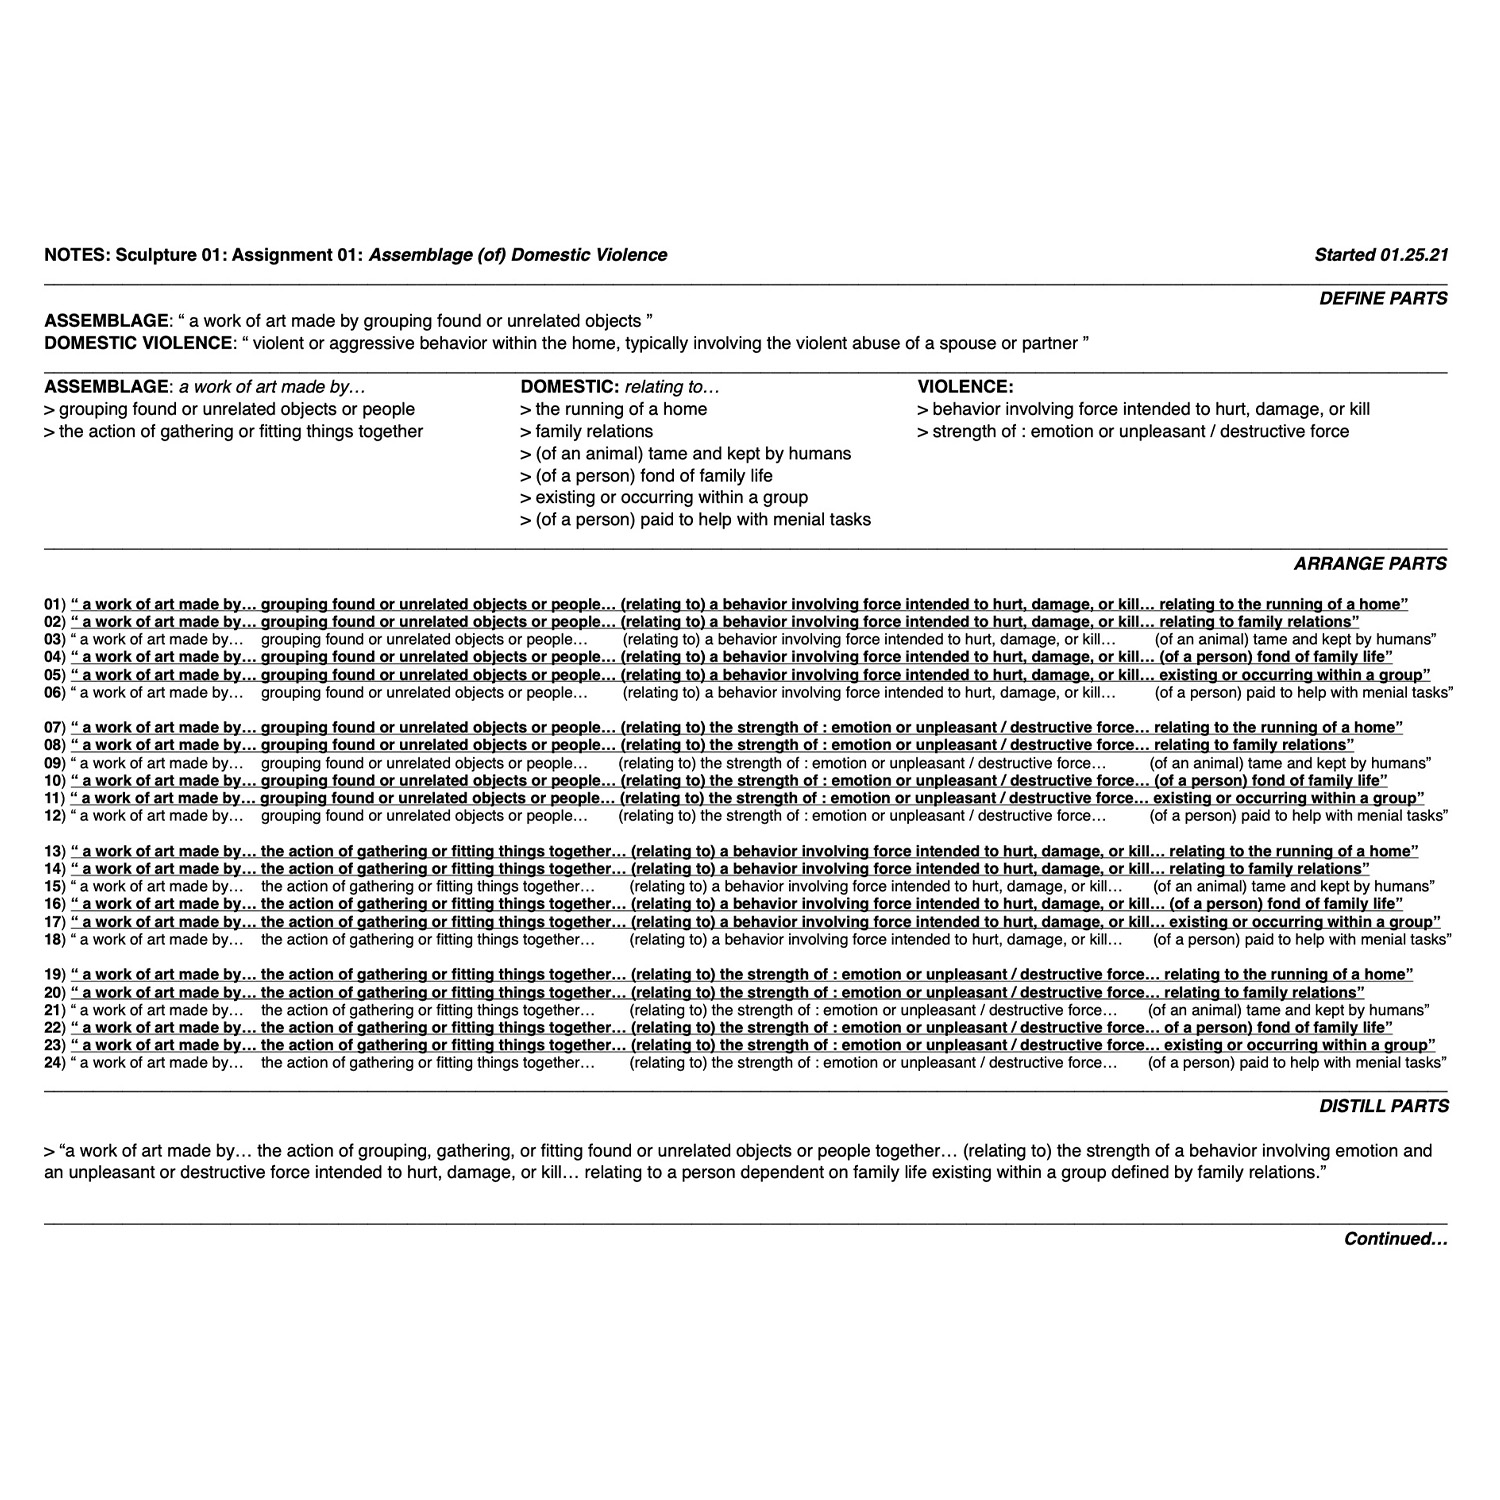 NOTES: Sculpture 01: Assignment 01: Assemblage (of) Domestic Violence Started 01.25.21
DEFINE PARTS
ASSEMBLAGE: “ a work of art made by grouping found or unrelated objects ”
DOMESTIC VIOLENCE: “ violent or aggressive behavior within the home, typically involving the violent abuse of a spouse or partner ”
ASSEMBLAGE: a work of art made by…
> grouping found or unrelated objects or people
> the action of gathering or fitting things together
DOMESTIC: relating to…
> the running of a home
> family relations
> (of an animal) tame and kept by humans
> (of a person) fond of family life
> existing or occurring within a group
> (of a person) paid to help with menial tasks
VIOLENCE:
> behavior involving force intended to hurt, damage, or kill
> strength of : emotion or unpleasant / destructive force
ARRANGE PARTS
01) “ a work of art made by… grouping found or unrelated objects or people… (relating to) a behavior involving force intended to hurt, damage, or kill… relating to the running of a home”
02) “ a work of art made by… grouping found or unrelated objects or people… (relating to) a behavior involving force intended to hurt, damage, or kill… relating to family relations”
03) “ a work of art made by… grouping found or unrelated objects or people… (relating to) a behavior involving force intended to hurt, damage, or kill… (of an animal) tame and kept by humans”
04) “ a work of art made by… grouping found or unrelated objects or people… (relating to) a behavior involving force intended to hurt, damage, or kill… (of a person) fond of family life”
05) “ a work of art made by… grouping found or unrelated objects or people… (relating to) a behavior involving force intended to hurt, damage, or kill… existing or occurring within a group”
06) “ a work of art made by… grouping found or unrelated objects or people… (relating to) a behavior involving force intended to hurt, damage, or kill… (of a person) paid to help with menial tasks”
07) “ a work of art made by… grouping found or unrelated objects or people… (relating to) the strength of : emotion or unpleasant / destructive force… relating to the running of a home”
08) “ a work of art made by… grouping found or unrelated objects or people… (relating to) the strength of : emotion or unpleasant / destructive force… relating to family relations”
09) “ a work of art made by… grouping found or unrelated objects or people… (relating to) the strength of : emotion or unpleasant / destructive force… (of an animal) tame and kept by humans”
10) “ a work of art made by… grouping found or unrelated objects or people… (relating to) the strength of : emotion or unpleasant / destructive force… (of a person) fond of family life”
11) “ a work of art made by… grouping found or unrelated objects or people… (relating to) the strength of : emotion or unpleasant / destructive force… existing or occurring within a group”
12) “ a work of art made by… grouping found or unrelated objects or people… (relating to) the strength of : emotion or unpleasant / destructive force… (of a person) paid to help with menial tasks”
13) “ a work of art made by… the action of gathering or fitting things together… (relating to) a behavior involving force intended to hurt, damage, or kill… relating to the running of a home”
14) “ a work of art made by… the action of gathering or fitting things together… (relating to) a behavior involving force intended to hurt, damage, or kill… relating to family relations”
15) “ a work of art made by… the action of gathering or fitting things together… (relating to) a behavior involving force intended to hurt, damage, or kill… (of an animal) tame and kept by humans”
16) “ a work of art made by… the action of gathering or fitting things together… (relating to) a behavior involving force intended to hurt, damage, or kill… (of a person) fond of family life”
17) “ a work of art made by… the action of gathering or fitting things together… (relating to) a behavior involving force intended to hurt, damage, or kill… existing or occurring within a group”
18) “ a work of art made by… the action of gathering or fitting things together… (relating to) a behavior involving force intended to hurt, damage, or kill… (of a person) paid to help with menial tasks”
19) “ a work of art made by… the action of gathering or fitting things together… (relating to) the strength of : emotion or unpleasant / destructive force… relating to the running of a home”
20) “ a work of art made by… the action of gathering or fitting things together… (relating to) the strength of : emotion or unpleasant / destructive force… relating to family relations”
21) “ a work of art made by… the action of gathering or fitting things together… (relating to) the strength of : emotion or unpleasant / destructive force… (of an animal) tame and kept by humans”
22) “ a work of art made by… the action of gathering or fitting things together… (relating to) the strength of : emotion or unpleasant / destructive force… of a person) fond of family life”
23) “ a work of art made by… the action of gathering or fitting things together… (relating to) the strength of : emotion or unpleasant / destructive force… existing or occurring within a group”
24) “ a work of art made by… the action of gathering or fitting things together… (relating to) the strength of : emotion or unpleasant / destructive force… (of a person) paid to help with menial tasks”
DISTILL PARTS
> “a work of art made by… the action of grouping, gathering, or fitting found or unrelated objects or people together… (relating to) the strength of a behavior involving emotion and
an unpleasant or destructive force intended to hurt, damage, or kill… relating to a person dependent on family life existing within a group defined by family relations.”
Continued…